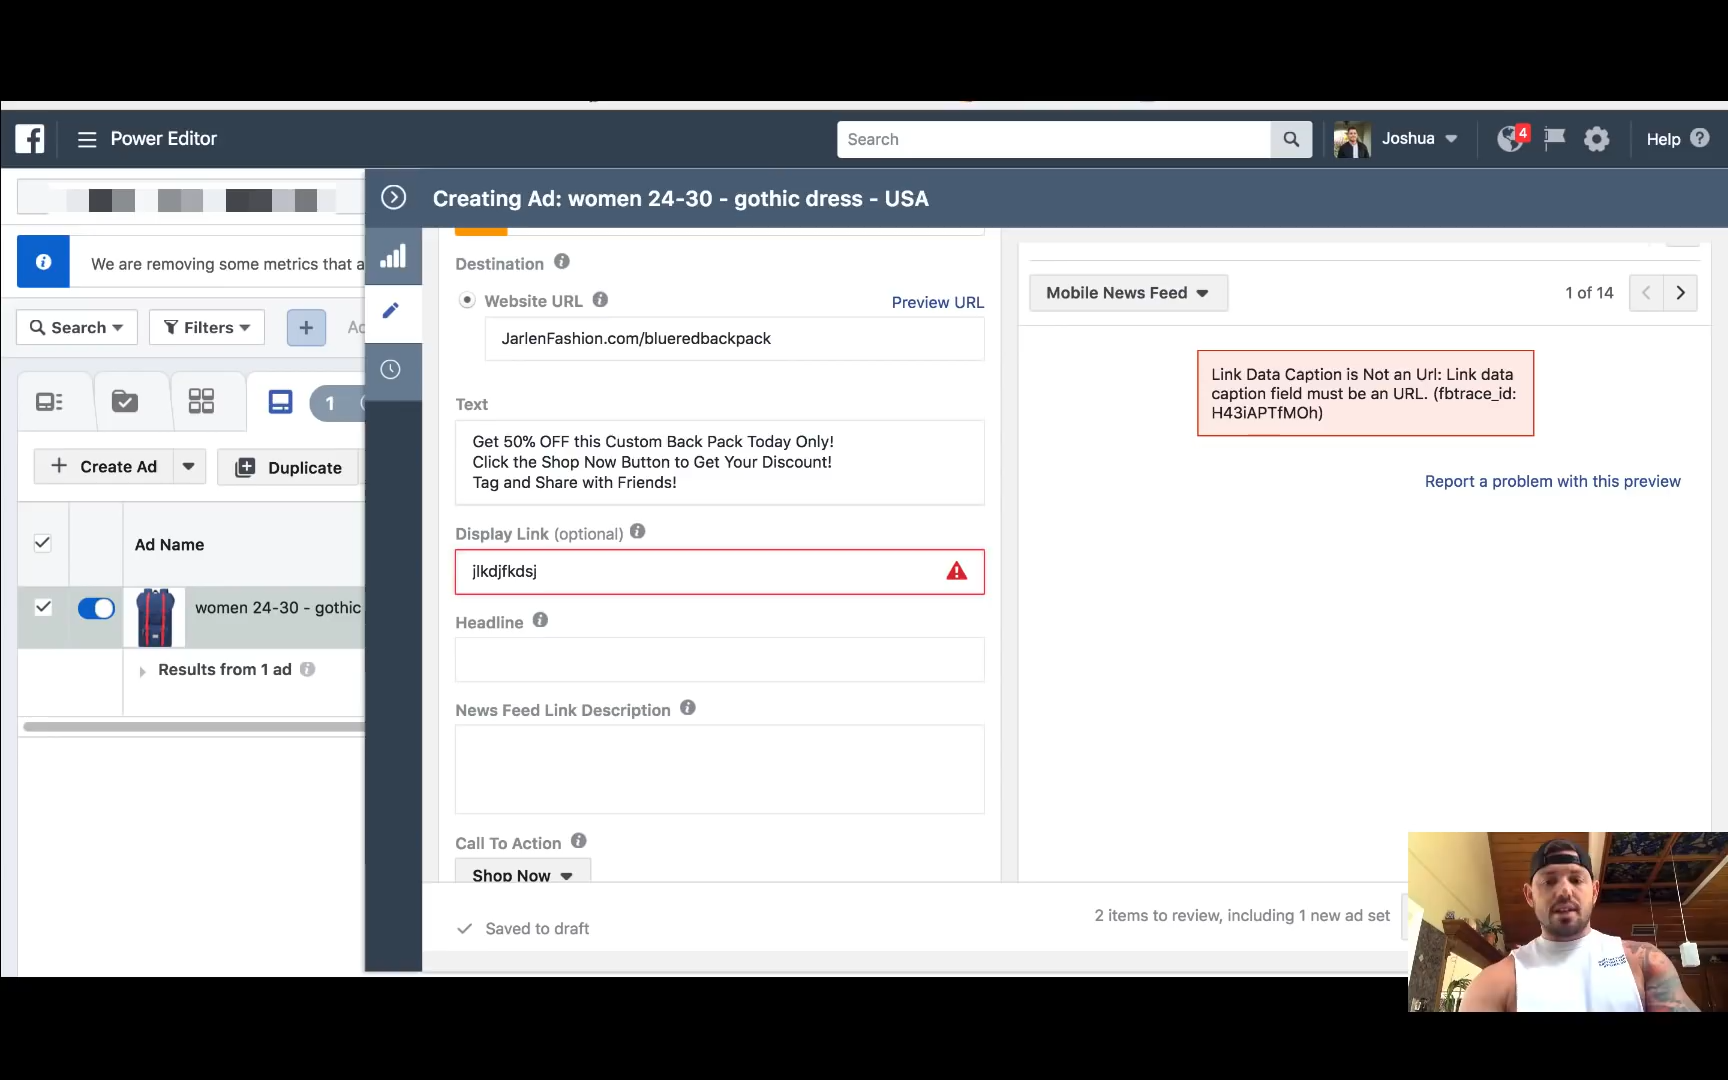 Power Editor
Search
Joshua
4
Help
Creating Ad: women 24-30 - gothic dress - USA
We are removing some metrics that a
Search
Filters
Ad
1
Create Ad
Duplicate
Ad Name
women 24-30 - gothic
Results from 1 ad
Destination
Website URL
Preview URL
JarlenFashion.com/blueredbackpack
Text
Get 50% OFF this Custom Back Pack Today Only!
Click the Shop Now Button to Get Your Discount!
Tag and Share with Friends!
Display Link (optional)
jlkdjfkdsj
Headline
News Feed Link Description
Call To Action
Shop Now
Saved to draft
2 items to review, including 1 new ad set
Mobile News Feed
1 of 14
Link Data Caption is Not an Url: Link data
caption field must be an URL. (fbtrace_id:
H43iAPTfMOh)
Report a problem with this preview